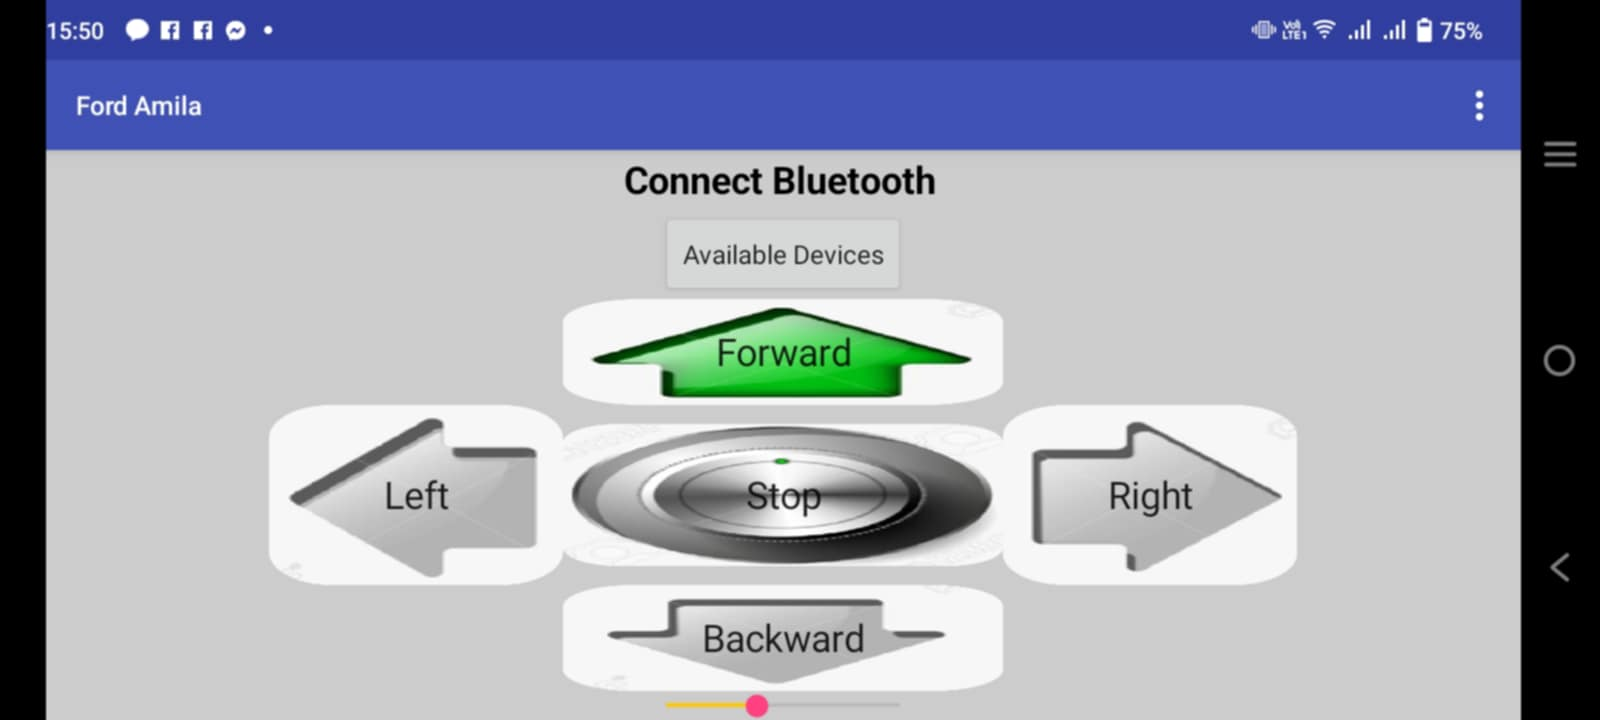 15:50
75%
Ford Amila
Connect Bluetooth
Available Devices
Forward
Left
Stop
Right
Backward